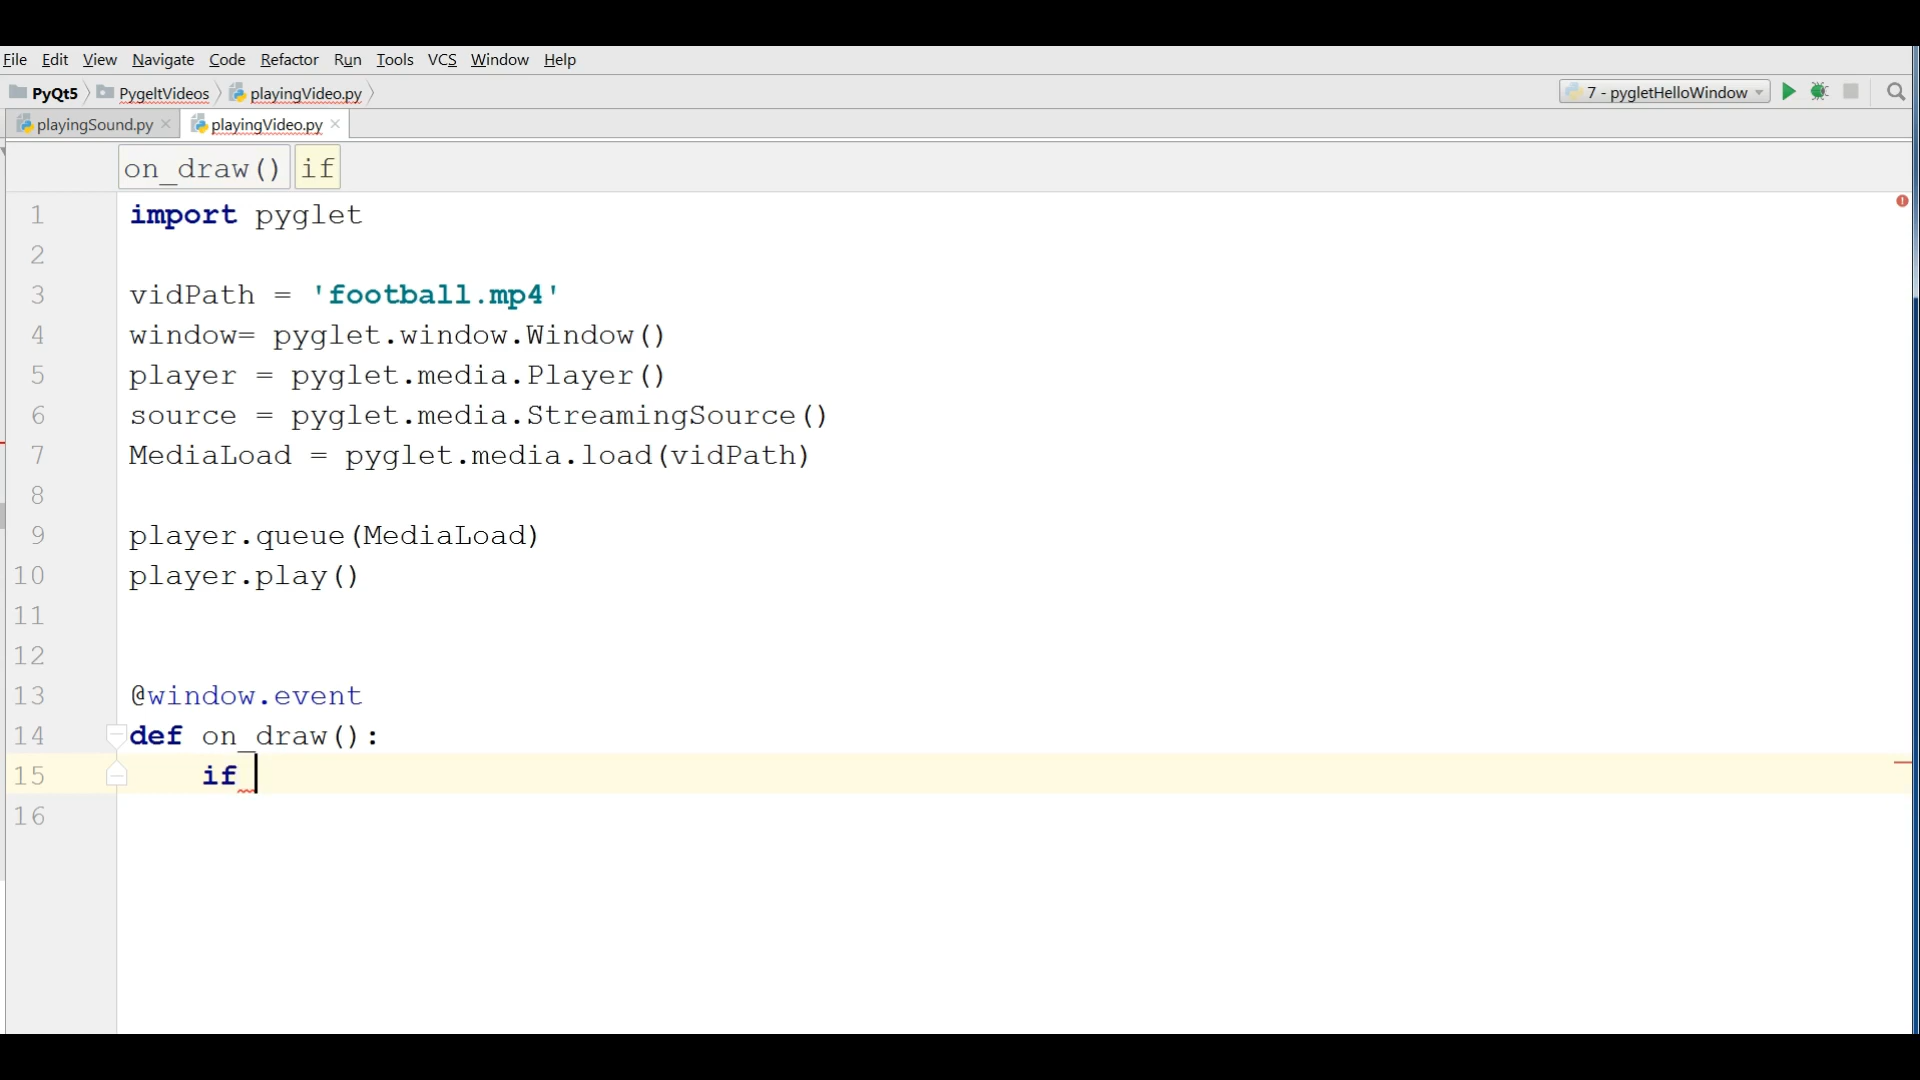 File Edit View Navigate Code Refactor Run Tools VCS Window Help
PyQt5 PygeltVideos playingVideo.py 7 - pygletHelloWindow
playingSound.py playingVideo.py
on_draw() if
1 import pyglet
2
3 vidPath = 'football.mp4'
4 window= pyglet.window.Window()
5 player = pyglet.media.Player()
6 source = pyglet.media.StreamingSource()
7 MediaLoad = pyglet.media.load(vidPath)
8
9 player.queue(MediaLoad)
10 player.play()
11
12
13 @window.event
14 def on_draw():
15 if
16